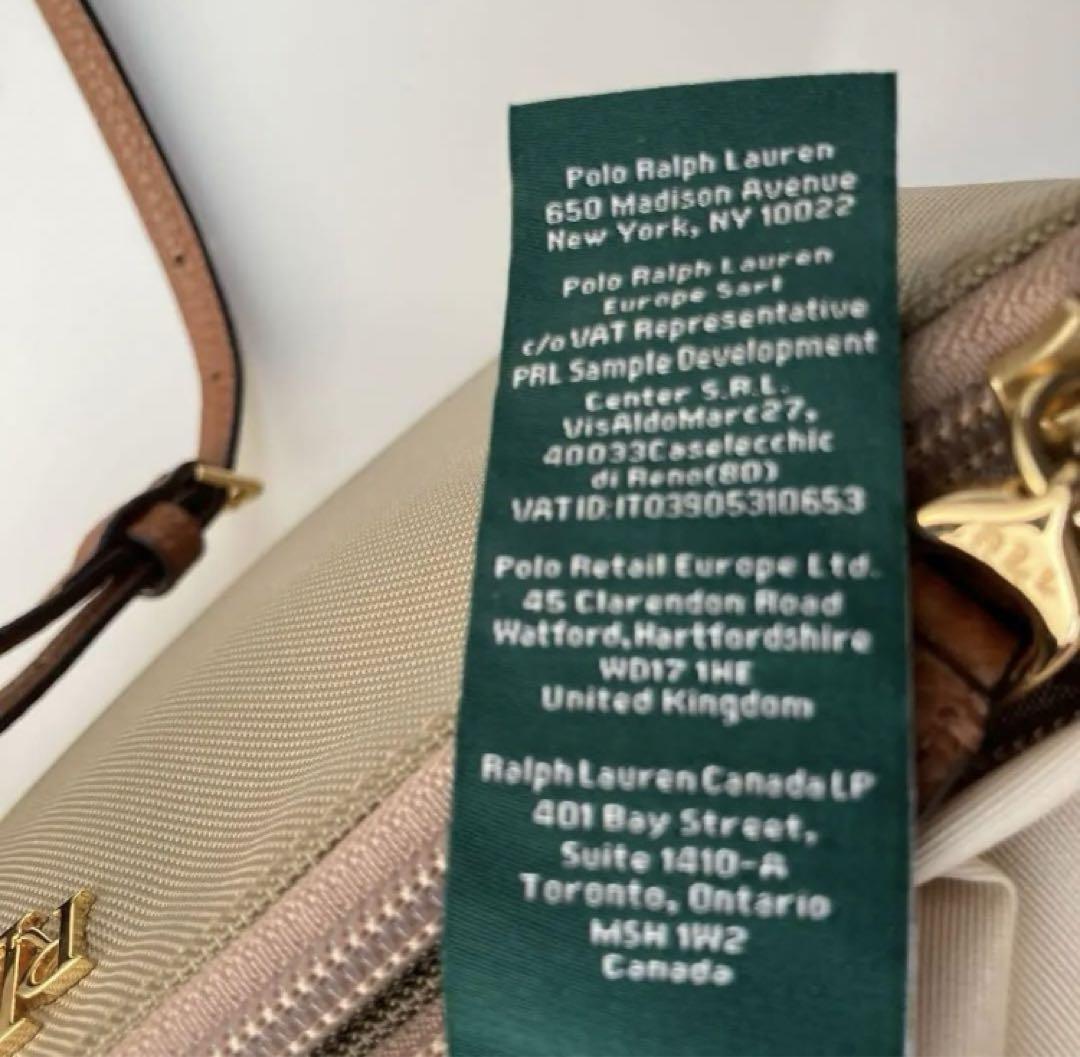 Polo Ralph Lauren
650 Madison Avenue
New York, NY 10022
Polo Ralph Lauren
Europe Sarl
c/o VAT Representative
PRL Sample Development
Center S.R.L.
VisAldoMarc27,
40033Caselecchic
di Reno(80)
VATID:IT03905310653
Polo Retail Europe Ltd.
45 Clarendon Road
Watford,Hartfordshire
WD17 1HE
United Kingdom
Ralph Lauren Canada LP
401 Bay Street,
Suite 1410-A
Toronto, Ontario
M5H 1W2
Canada